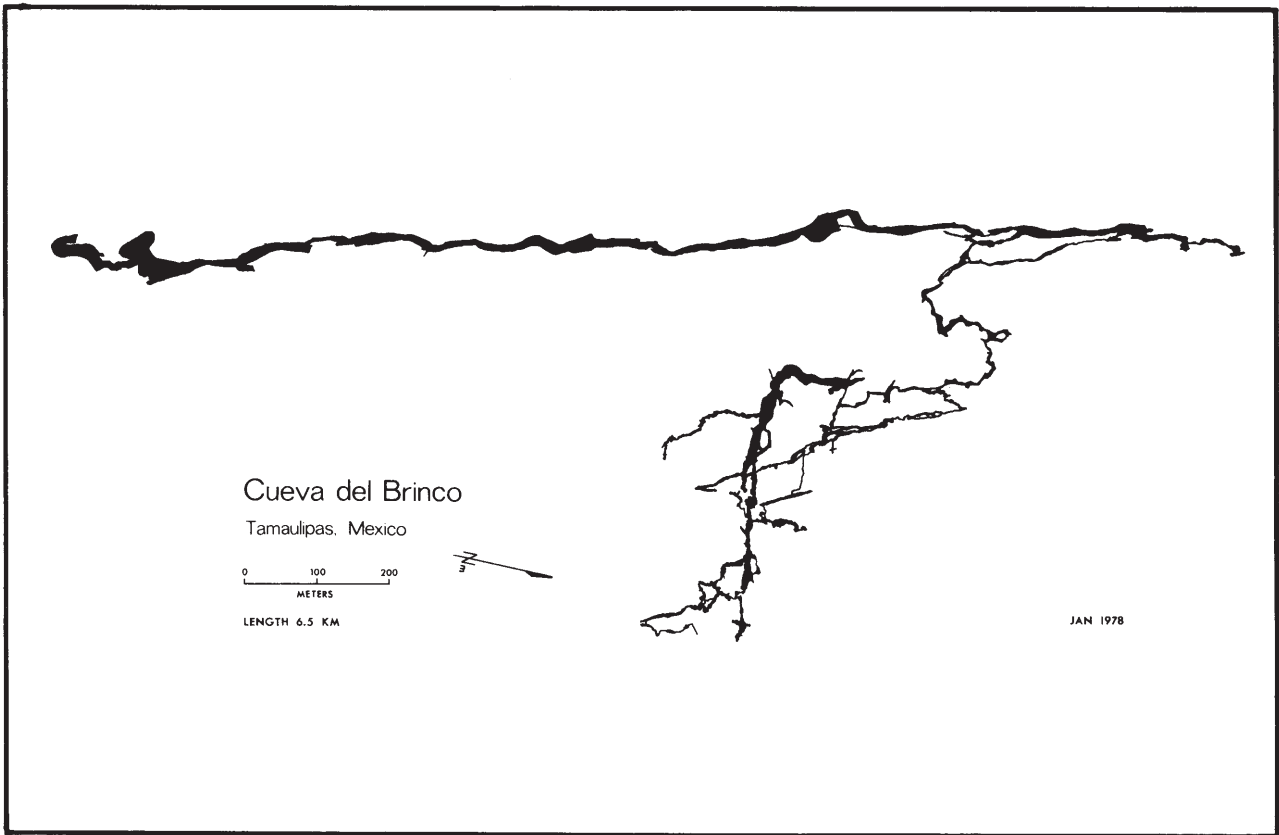 Cueva del Brinco
Tamaulipas, Mexico
0 100 200
METERS
LENGTH 6.5 KM
N
m
JAN 1978